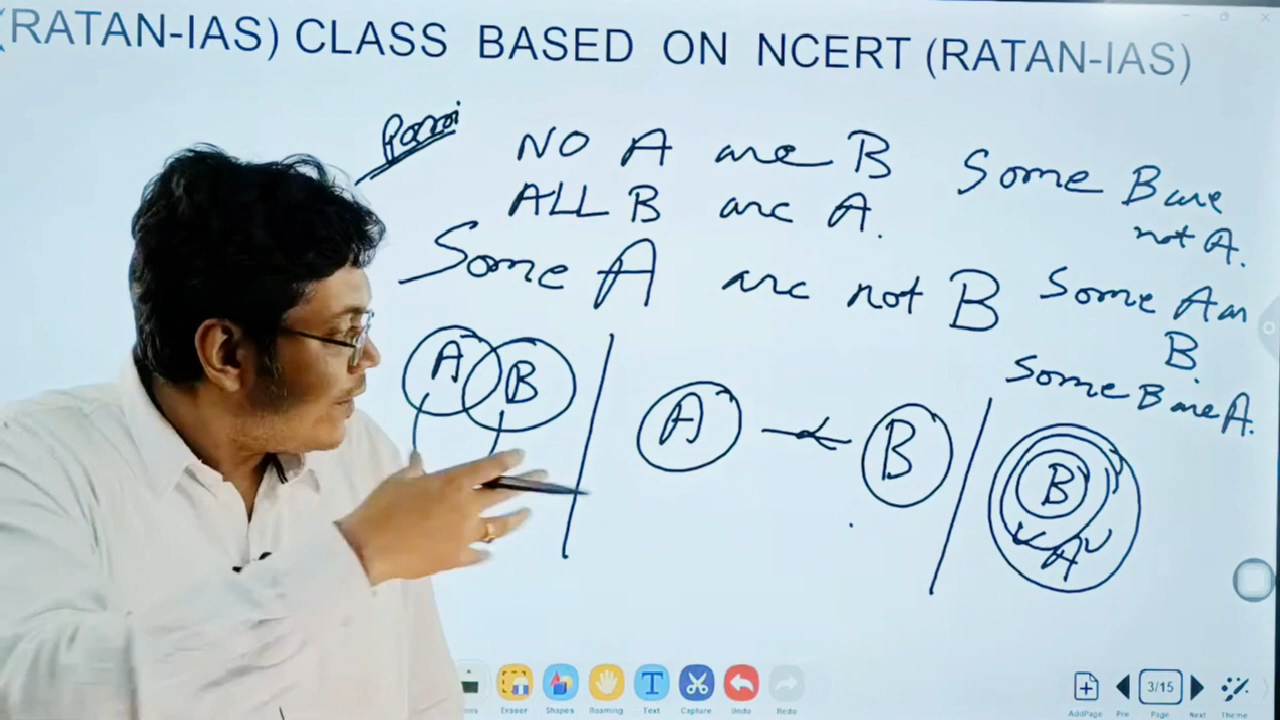 (RATAN-IAS) CLASS BASED ON NCERT (RATAN-IAS)
NO A are B
ALL B are A.
Some A are not B
Some B are
not A.
Some A are
B.
Some B are A.
A B
A B
B
A
Eraser Shapes Roaming Text Capture Undo Redo
3/15
AddPage Pre Page Next Theme